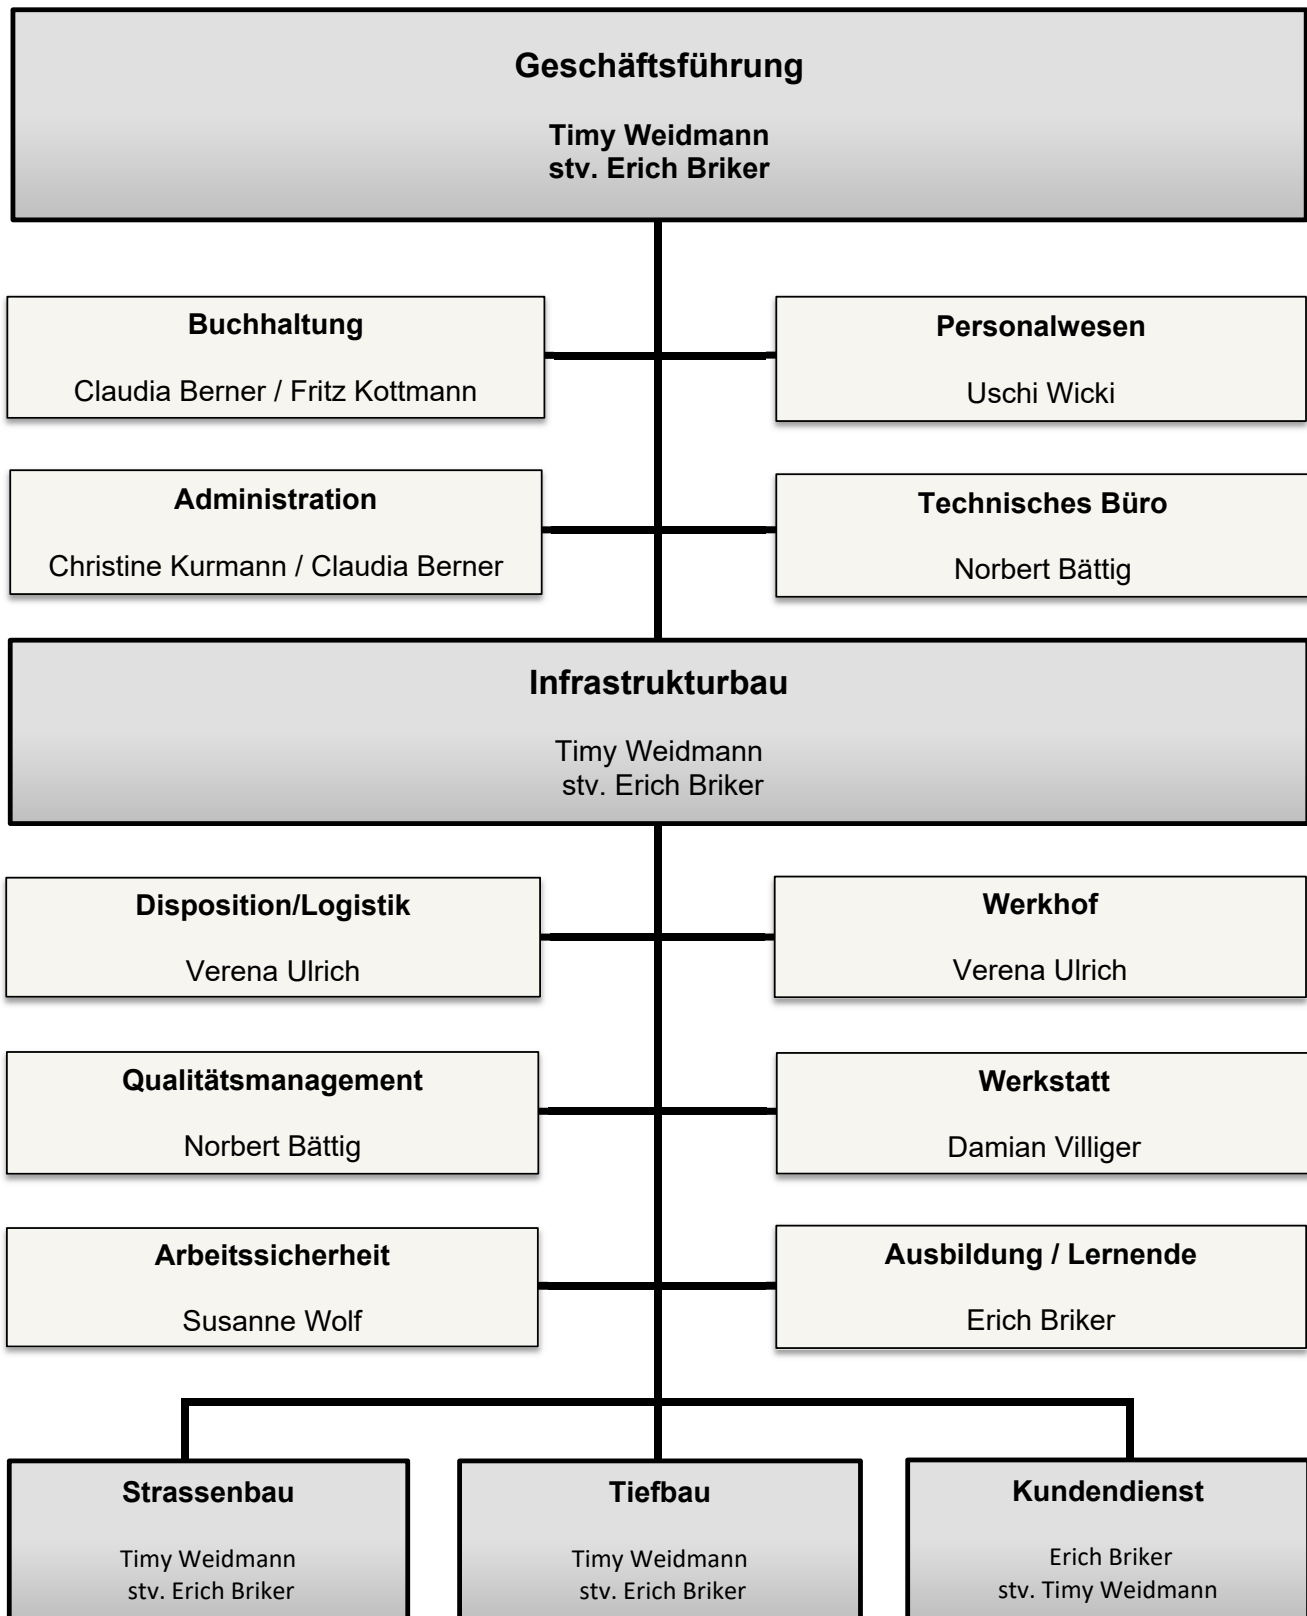 Geschäftsführung
Timy Weidmann
stv. Erich Briker
Buchhaltung
Claudia Berner / Fritz Kottmann
Personalwesen
Uschi Wicki
Administration
Christine Kurmann / Claudia Berner
Technisches Büro
Norbert Bättig
Infrastrukturbau
Timy Weidmann
stv. Erich Briker
Disposition/Logistik
Verena Ulrich
Werkhof
Verena Ulrich
Qualitätsmanagement
Norbert Bättig
Werkstatt
Damian Villiger
Arbeitssicherheit
Susanne Wolf
Ausbildung / Lernende
Erich Briker
Strassenbau
Timy Weidmann
stv. Erich Briker
Tiefbau
Timy Weidmann
stv. Erich Briker
Kundendienst
Erich Briker
stv. Timy Weidmann